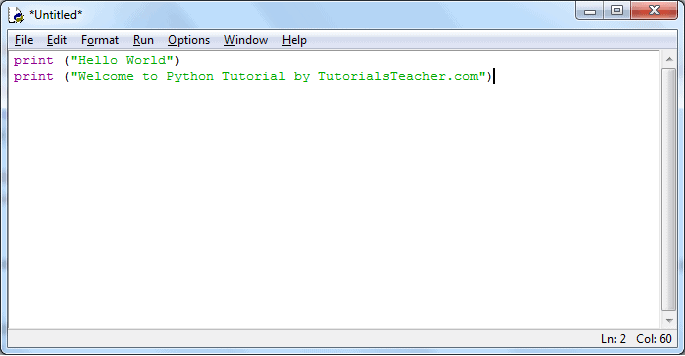 *Untitled*
File Edit Format Run Options Window Help
print ("Hello World")
print ("Welcome to Python Tutorial by TutorialsTeacher.com")
Ln: 2 Col: 60